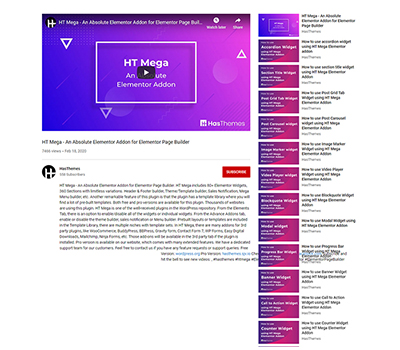 HT Mega - An Absolute Elementor Addon for Elementor Page Buil...
Watch later
Share
HT Mega
An Absolute
Elementor Addon
HasThemes
HT Mega - An Absolute Elementor Addon for Elementor Page Builder
views • Feb 16, 2020
HasThemes
SUBSCRIBE
HT Mega - An Absolute Elementor Addon for Elementor Page Builder. HT Mega includes 80+ Elementor Widgets,
360 Sections with limitless variations. Header & Footer Builder, Theme/Template builder, Sales Notification, Mega
Menu builder, etc. Another remarkable feature of this plugin is that the plugin has a template library where you will
find a lot of pre-built templates. Both free and pro versions are available for this plugin. Thousands of websites
are using this plugin. HT Mega is one of the well-received plugins in the WordPress repository. From the Elements
Tab, there is an option to enable/disable all of the widgets or individual widgets. From the Advance Addons tab,
enable or disable the theme builder, sales notification or Menu builder. Prebuilt layouts or templates are included
in the Template Library, there are multiple niches with template sets. In HT Mega, there are many addons for 3rd
party plugins, like WooCommerce, BuddyPress, BBPress, Gravity form, Contact Form 7, WP Forms, Easy Digital
Downloads, Mailchimp, Ninja Forms, etc. Those addons will be available in the 3rd party tab if the plugin is
installed. Pro version is available on our website, which comes with many extended features. We have a dedicated
support team for our customers. Feel free to contact us if you have any feature requests or support queries. Free
Version: wordpress.org Pro Version: hasthemes
hit the bell to see new videos. #hasthemes #htmega
HT Mega - An Absolute
Elementor Addon for Elementor
Page Builder
HasThemes
Accordion Widget
How to use accordion Widget
using HT Mega Elementor
addon
HasThemes
Section Title Widget
How to use section title widget
using HT Mega Elementor
addon
HasThemes
Post Grid Tab Widget
How to use Post Grid Tab
Widget using HT Mega
Elementor addon
HasThemes
Post Carousel Widget
How to use Post Carousel
widget using HT Mega
Elementor addon
HasThemes
Image Marker Widget
How to use Image Marker
Widget using HT Mega
Elementor addon
HasThemes
Video Player Widget
How to use Video Player
Widget using HT Mega
Elementor addon
HasThemes
Blockquote Widget
How to use Blockquote Widget
using HT Mega Elementor
addon
HasThemes
Modal widget
How to use Modal Widget using
HT Mega Elementor addon
HasThemes
Progress Bar Widget
How to use Progress Bar
Widget using HT Mega
Elementor addon
Banner Widget
How to use Banner Widget
using HT Mega Elementor
addon
HasThemes
Call to Action Widget
How to use Call to Action
Widget using HT Mega
Elementor addon
HasThemes
Counter Widget
How to use Counter Widget
using HT Mega Elementor
addon
HasThemes